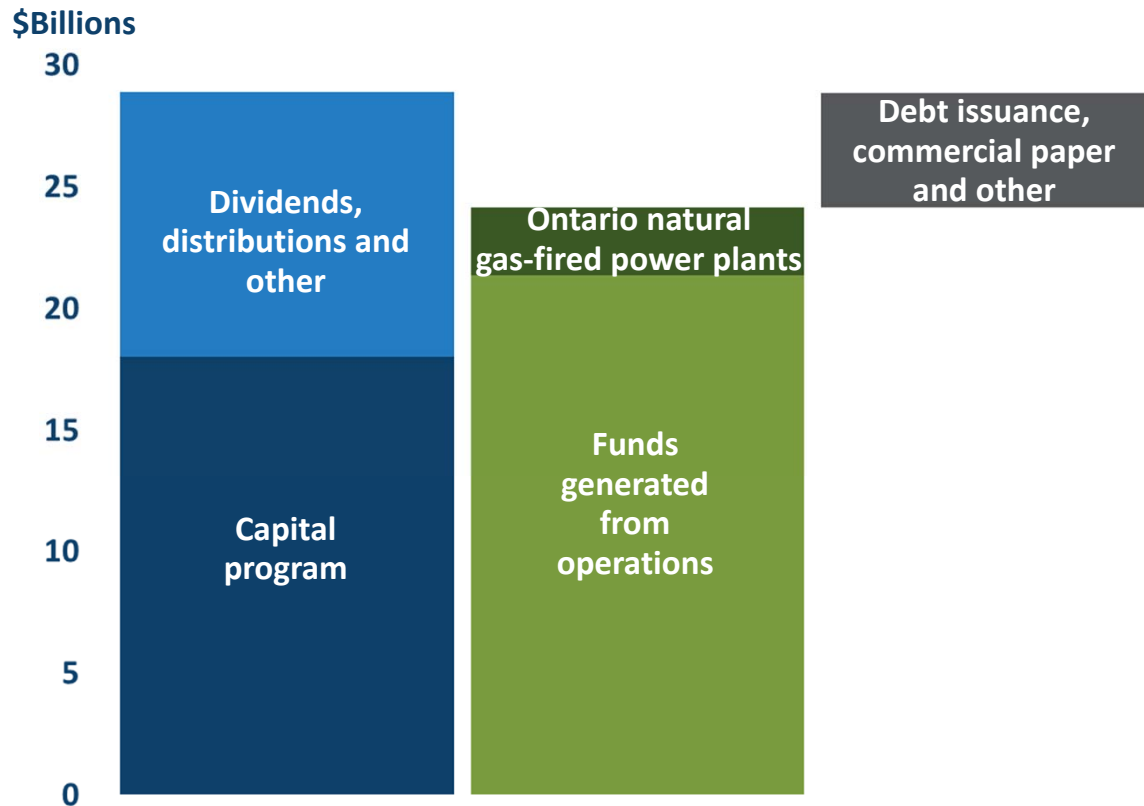 $Billions
30
25
20
15
10
5
0
Dividends,
distributions and
other
Capital
program
Ontario natural
gas-fired power plants
Funds
generated
from
operations
Debt issuance,
commercial paper
and other